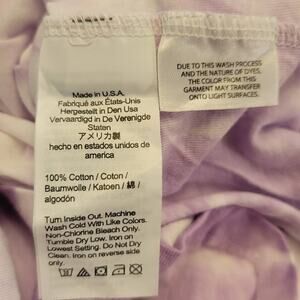 Made in U.S.A.
Fabriqué aux États-Unis
Hergestellt in Den Usa
Vervaardigd in De Verenigde
Staten
アメリカ製
hecho en estados unidos de
america
100% Cotton / Coton /
Baumwolle / Katoen / 綿 /
algodón
Turn Inside Out. Machine
Wash Cold With Like Colors.
Non-Chlorine Bleach Only.
Tumble Dry Low. Iron on
Lowest Setting. Do Not Dry
Clean. Iron on reverse side
only.
DUE TO THIS WASH PROCESS
AND THE NATURE OF DYES,
THE COLOR FROM THIS
GARMENT MAY TRANSFER
ONTO LIGHT SURFACES.